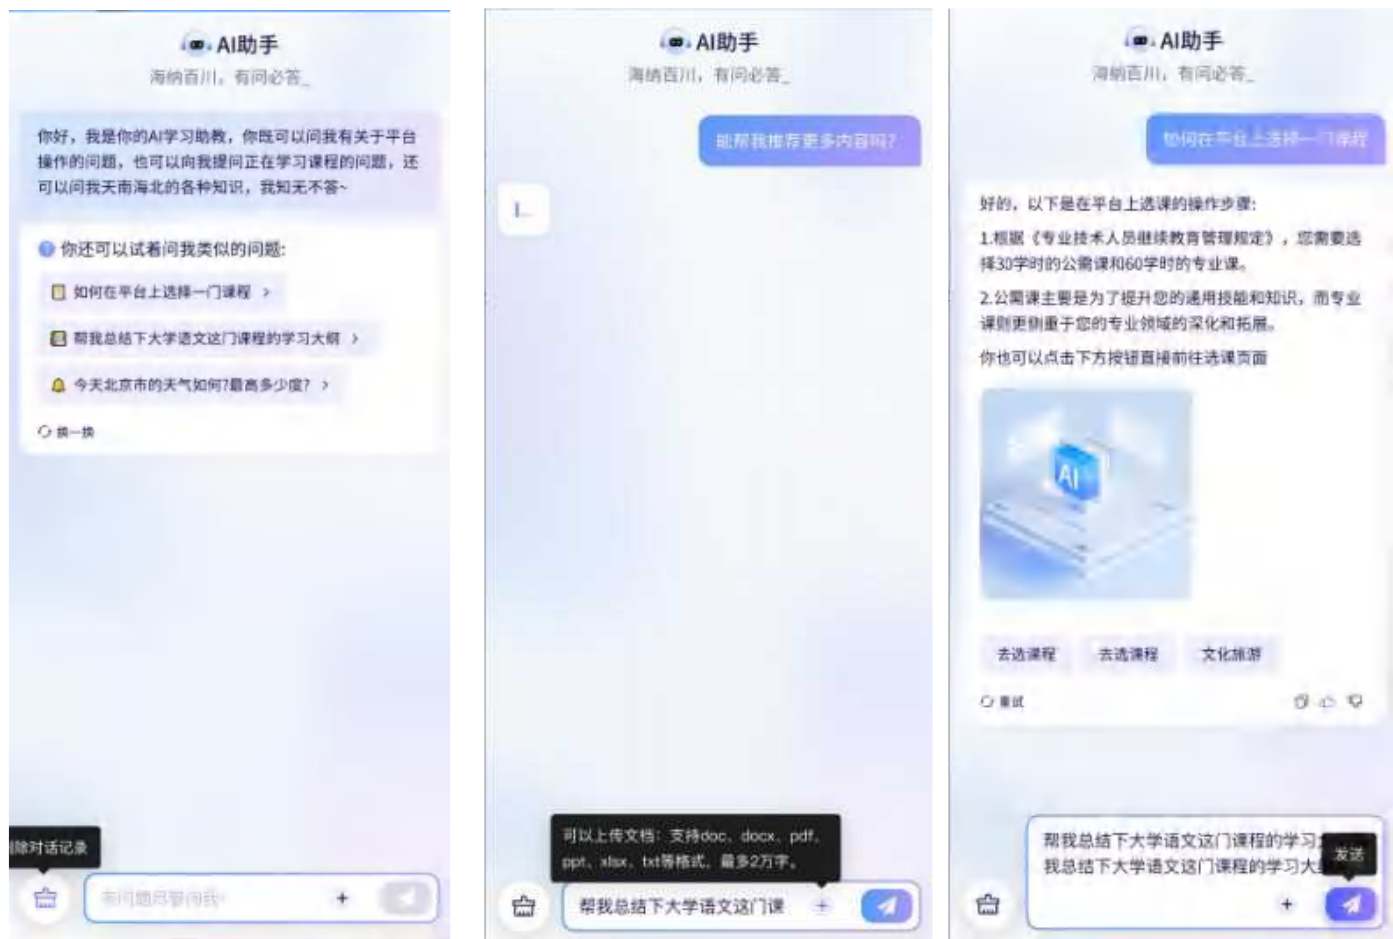 AI助手
海纳百川，有问必答_
你好，我是你的AI学习助教，你既可以问我有关于平台
操作的问题，也可以向我提问正在学习课程的问题，还
可以问我天南海北的各种知识，我知无不答~
你还可以试着问我类似的问题:
如何在平台上选择一门课程 >
帮我总结下大学语文这门课程的学习大纲 >
今天北京市的天气如何?最高多少度? >
换一换
除对话记录
有问题尽管问我~
+
AI助手
海纳百川，有问必答_
能帮我推荐更多内容吗?
可以上传文档：支持doc、docx、pdf、
ppt、xlsx、txt等格式，最多2万字。
帮我总结下大学语文这门课
+
AI助手
海纳百川，有问必答_
如何在平台上选择一门课程
好的，以下是在平台上选课的操作步骤:
1.根据《专业技术人员继续教育管理规定》，您需要选
择30学时的公需课和60学时的专业课。
2.公需课主要是为了提升您的通用技能和知识，而专业
课则更侧重于您的专业领域的深化和拓展。
你也可以点击下方按钮直接前往选课页面
AI
去选课程
去选课程
文化旅游
重试
帮我总结下大学语文这门课程的学习
我总结下大学语文这门课程的学习大
发送
+